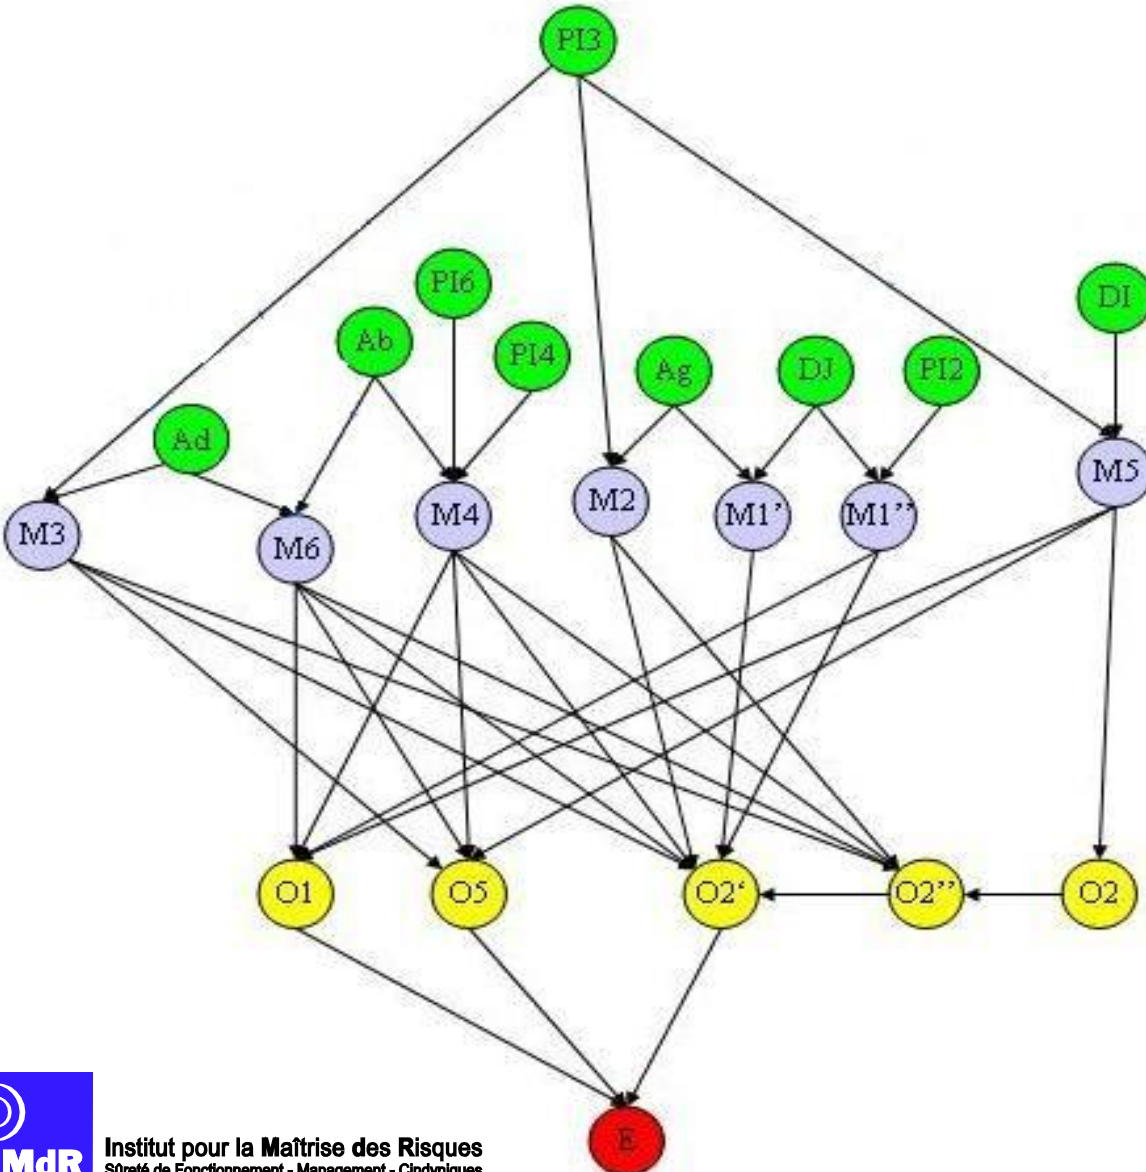 PI3
PI6
DI
Ab
PI4
Ag
DJ
PI2
Ad
M5
M3
M6
M4
M2
M1’
M1’’
O1
O5
O2‘
O2’’
O2
E
MdR
Institut pour la Maîtrise des Risques
Sûreté de Fonctionnement - Management - Cindyniques